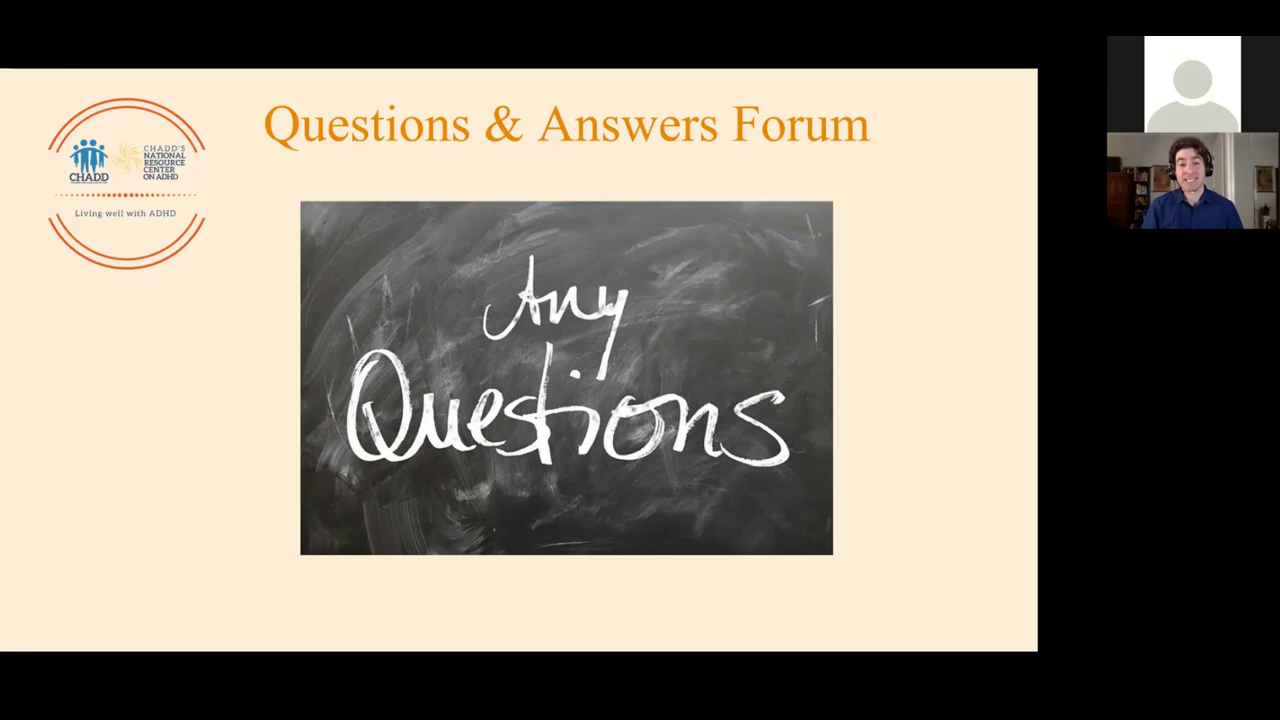 Questions & Answers Forum
CHADD
CHADD'S
NATIONAL
RESOURCE
CENTER
ON ADHD
Living well with ADHD
Any
Questions